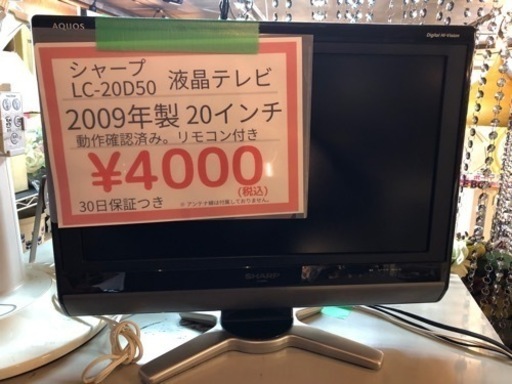 AQUOS
Digital Hi-Vision
シャープ
LC-20D50 液晶テレビ
2009年製 20インチ
動作確認済み。リモコン付き
¥4000
(税込)
30日保証つき
※アンテナ線は付属しておりません。
SHARP